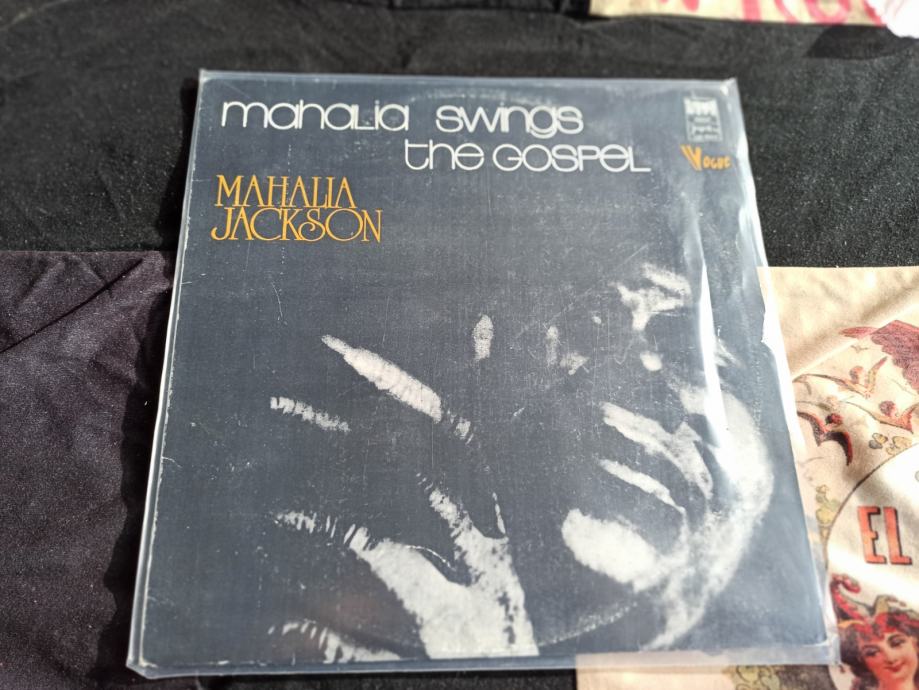 mahalia swings
the GOSPEL
VOGUE
MAHALIA
JACKSON
EL